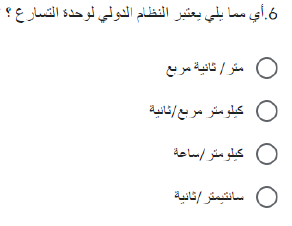 6.أي مما يلي يعتبر النظام الدولي لوحدة التسارع ؟
متر/ ثانية مربع
كيلومتر مربع/ثانية
كيلومتر/ساعة
سانتيمتر/ثانية